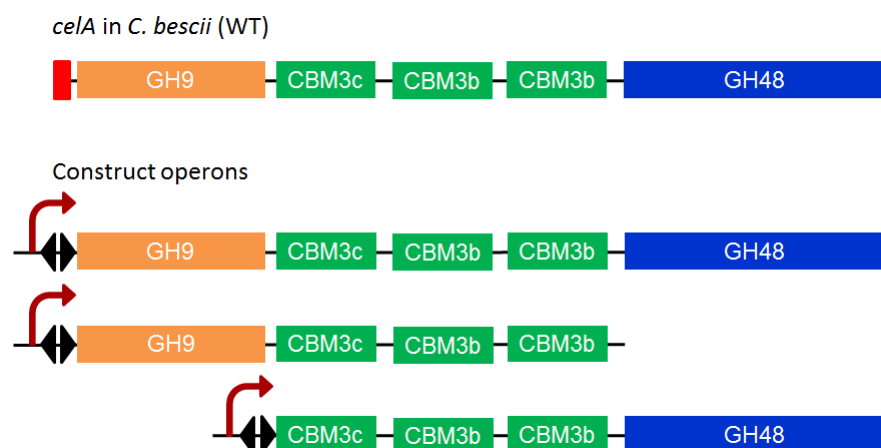 celA in C. bescii (WT)
GH9 CBM3c CBM3b CBM3b GH48
Construct operons
GH9 CBM3c CBM3b CBM3b GH48
GH9 CBM3c CBM3b CBM3b
CBM3c CBM3b CBM3b GH48